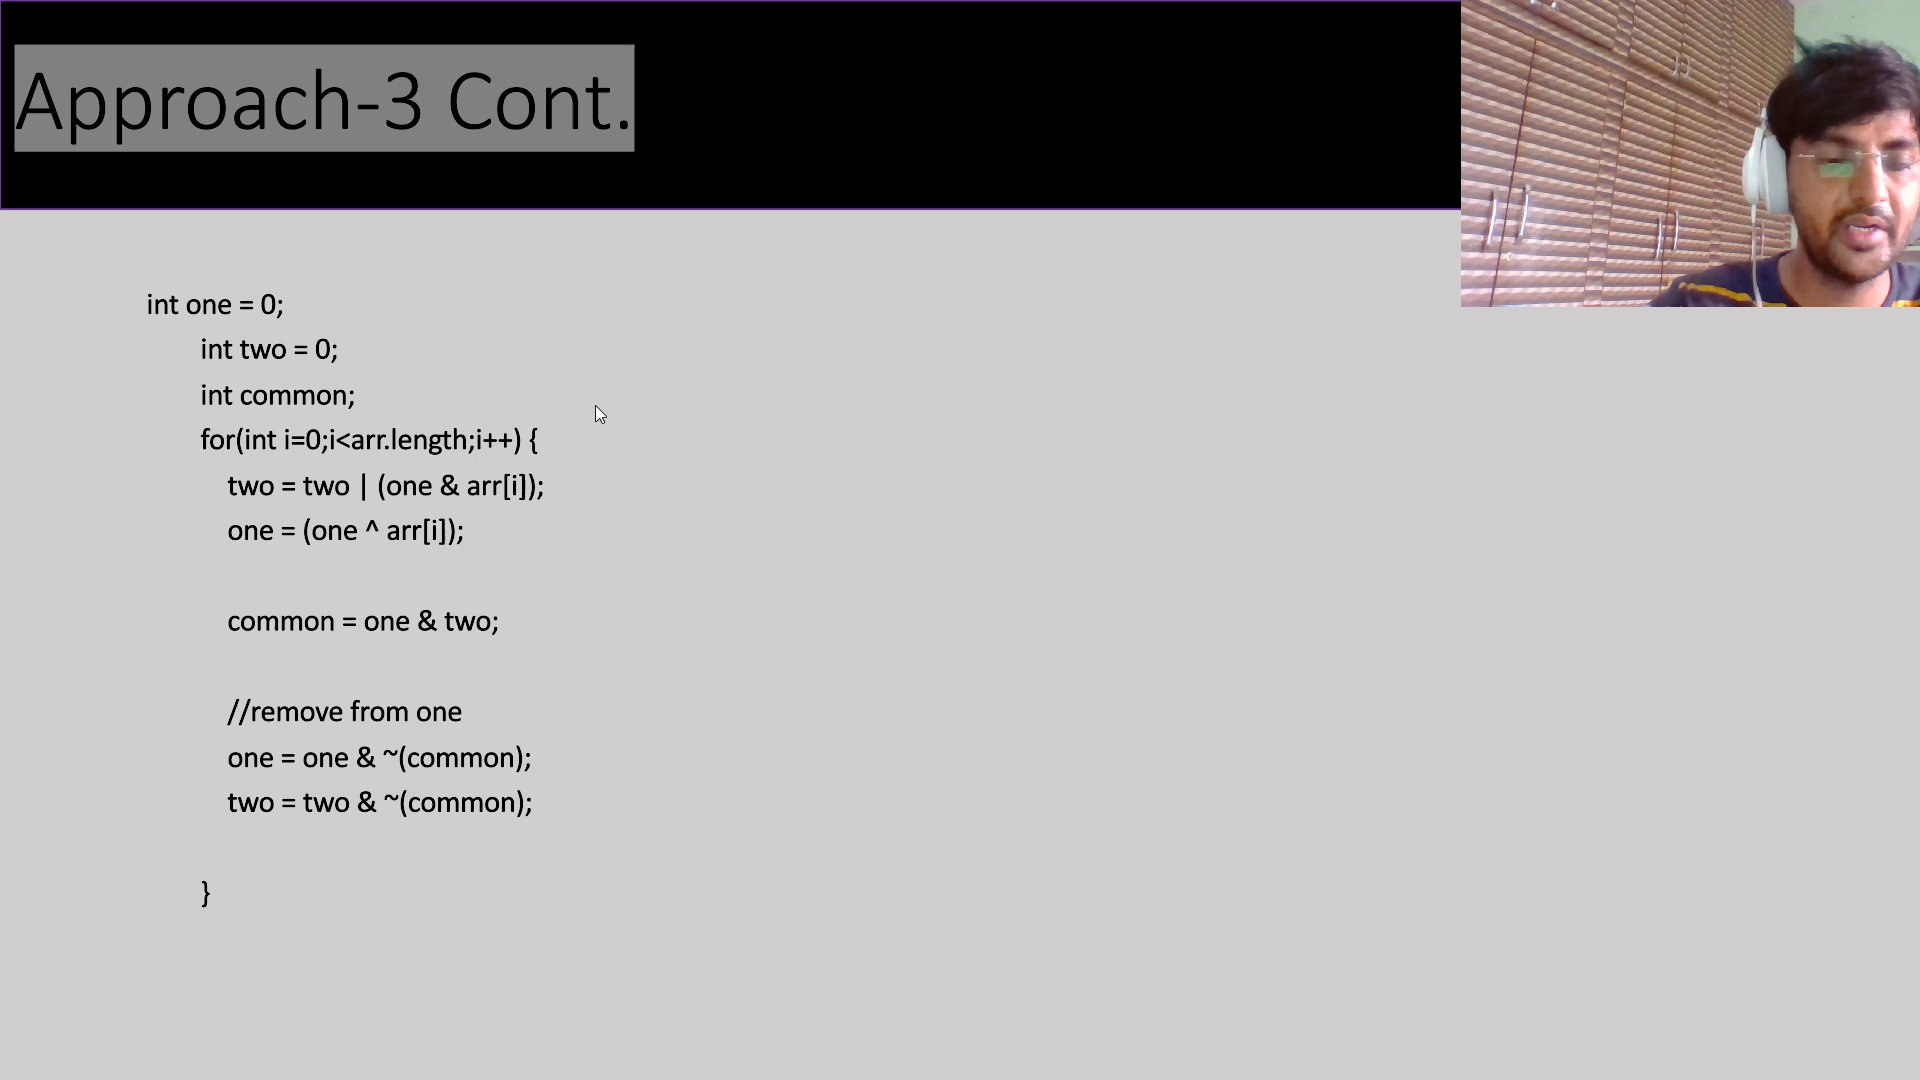 Approach-3 Cont.
int one = 0;
int two = 0;
int common;
for(int i=0;i<arr.length;i++) {
two = two | (one & arr[i]);
one = (one ^ arr[i]);
common = one & two;
//remove from one
one = one & ~(common);
two = two & ~(common);
}